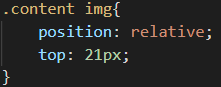 .content img{
    position: relative;
    top: 21px;
}